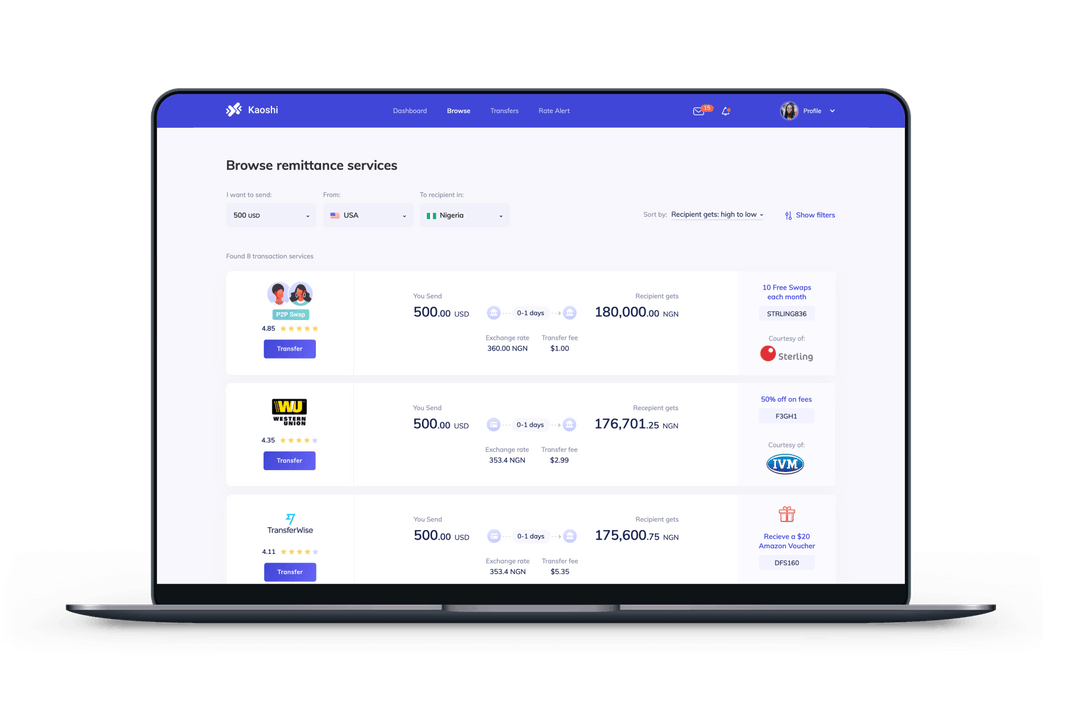 Kaoshi
Dashboard Browse Transfers Rate Alert
15
Profile
Browse remittance services
I want to send: From: To recipient in:
500 USD USA Nigeria
Sort by: Recipient gets: high to low Show filters
Found 8 transaction services
P2P Swap
4.85
Transfer
You Send Recipient gets
500.00 USD 0-1 days 180,000.00 NGN
Exchange rate Transfer fee
360.00 NGN $1.00
10 Free Swaps
each month
STRLING836
Courtesy of:
Sterling
WU
WESTERN
UNION
4.35
Transfer
You Send Recepient gets
500.00 USD 0-1 days 176,701.25 NGN
Exchange rate Transfer fee
353.4 NGN $2.99
50% off on fees
F3GH1
Courtesy of:
IVM
TransferWise
4.11
Transfer
You Send Recipient gets
500.00 USD 0-1 days 175,600.75 NGN
Exchange rate Transfer fee
353.4 NGN $5.35
Recieve a $20
Amazon Voucher
DFS160